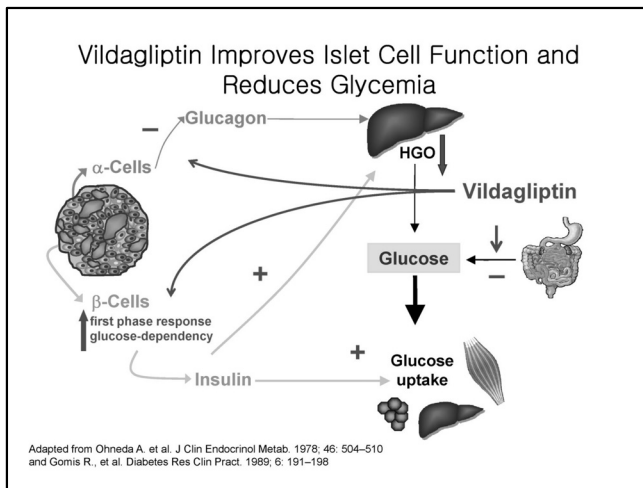 Vildagliptin Improves Islet Cell Function and
Reduces Glycemia
−
Glucagon
HGO
α-Cells
Vildagliptin
Glucose
−
+
β-Cells
first phase response
glucose-dependency
+
Glucose
uptake
Insulin
Adapted from Ohneda A. et al. J Clin Endocrinol Metab. 1978; 46: 504–510
and Gomis R., et al. Diabetes Res Clin Pract. 1989; 6: 191–198